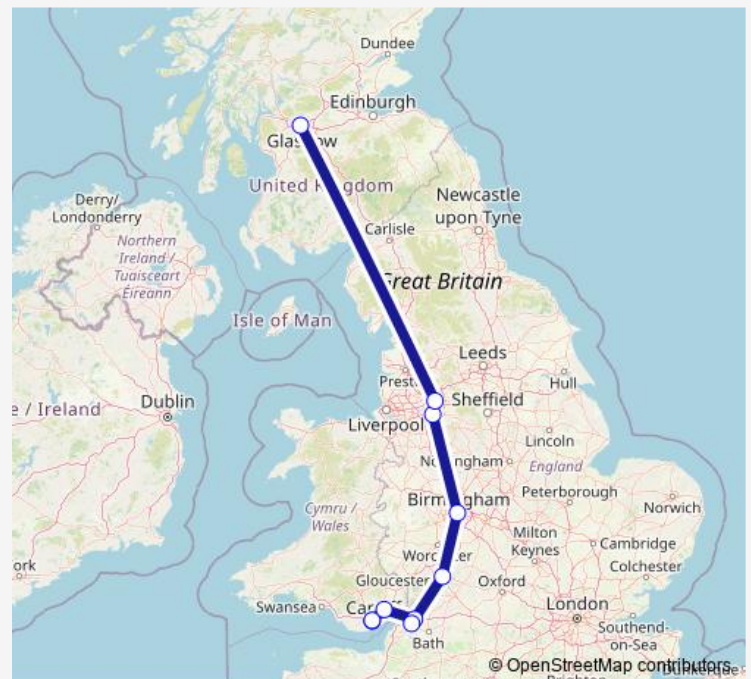 Dundee
Edinburgh
Glasgow
United Kingdom
Derry/
Londonderry
Newcastle
upon Tyne
Carlisle
Northern
Ireland /
Tuaisceart
Éireann
Great Britain
Isle of Man
Leeds
Prest
Hull
e / Ireland
Dublin
Sheffield
Liverpool
Lincoln
Nottingham
England
Birmingham
Peterborough
Norwich
Cymru /
Wales
Milton
Keynes
Cambridge
Worcester
Colchester
ork
Gloucester
Oxford
Swansea
Cardiff
London
Southend-
on-Sea
Bath
© OpenStreetMap contributors